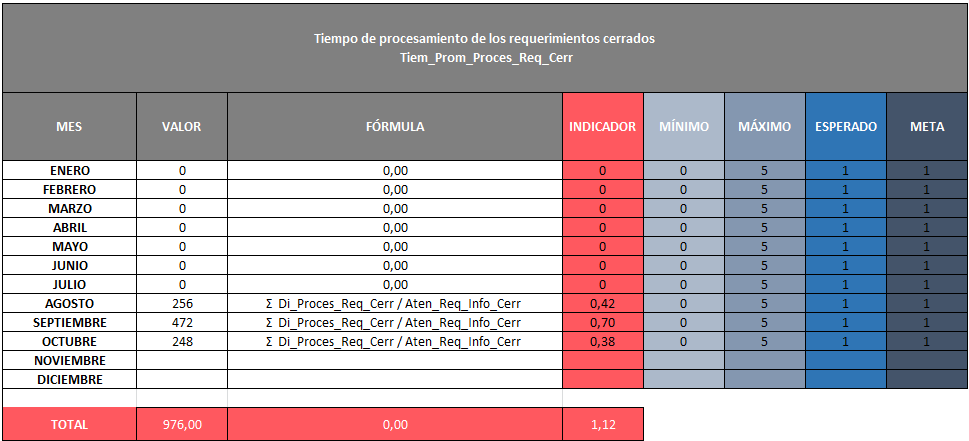 Tiempo de procesamiento de los requerimientos cerrados
Tiem_Prom_Proces_Req_Cerr
MES VALOR FÓRMULA INDICADOR MÍNIMO MÁXIMO ESPERADO META
ENERO 0 0,00 0 0 5 1 1
FEBRERO 0 0,00 0 0 5 1 1
MARZO 0 0,00 0 0 5 1 1
ABRIL 0 0,00 0 0 5 1 1
MAYO 0 0,00 0 0 5 1 1
JUNIO 0 0,00 0 0 5 1 1
JULIO 0 0,00 0 0 5 1 1
AGOSTO 256 Σ Di_Proces_Req_Cerr / Aten_Req_Info_Cerr 0,42 0 5 1 1
SEPTIEMBRE 472 Σ Di_Proces_Req_Cerr / Aten_Req_Info_Cerr 0,70 0 5 1 1
OCTUBRE 248 Σ Di_Proces_Req_Cerr / Aten_Req_Info_Cerr 0,38 0 5 1 1
NOVIEMBRE
DICIEMBRE
TOTAL 976,00 0,00 1,12